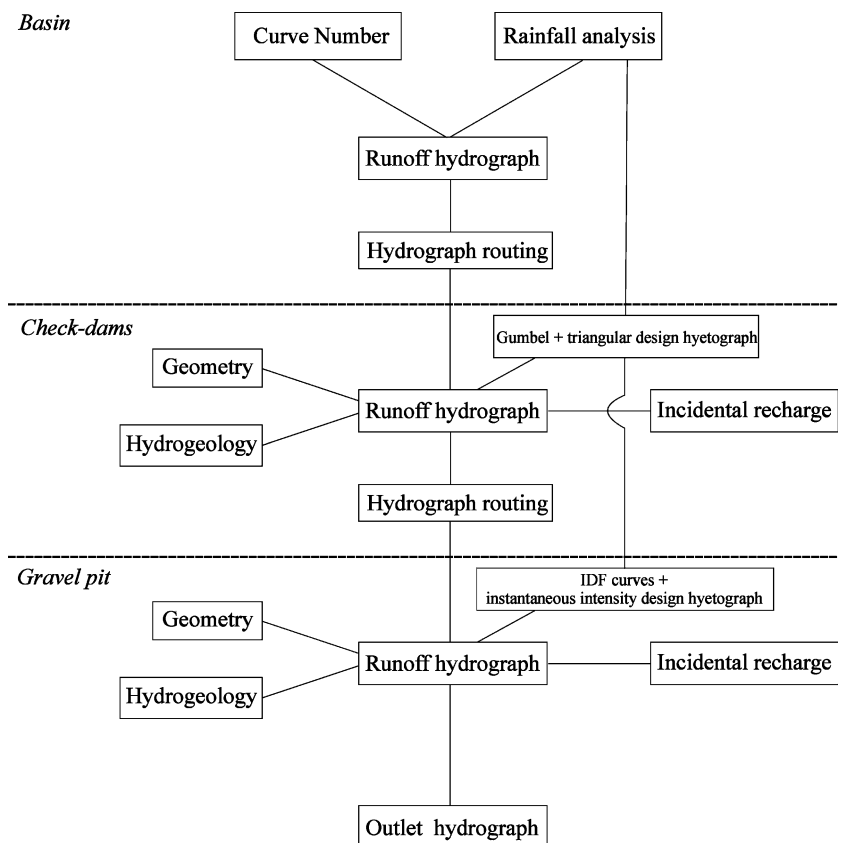 Basin
Curve Number
Rainfall analysis
Runoff hydrograph
Hydrograph routing
Check-dams
Gumbel + triangular design hyetograph
Geometry
Runoff hydrograph
Incidental recharge
Hydrogeology
Hydrograph routing
Gravel pit
IDF curves +
instantaneous intensity design hyetograph
Geometry
Runoff hydrograph
Incidental recharge
Hydrogeology
Outlet hydrograph